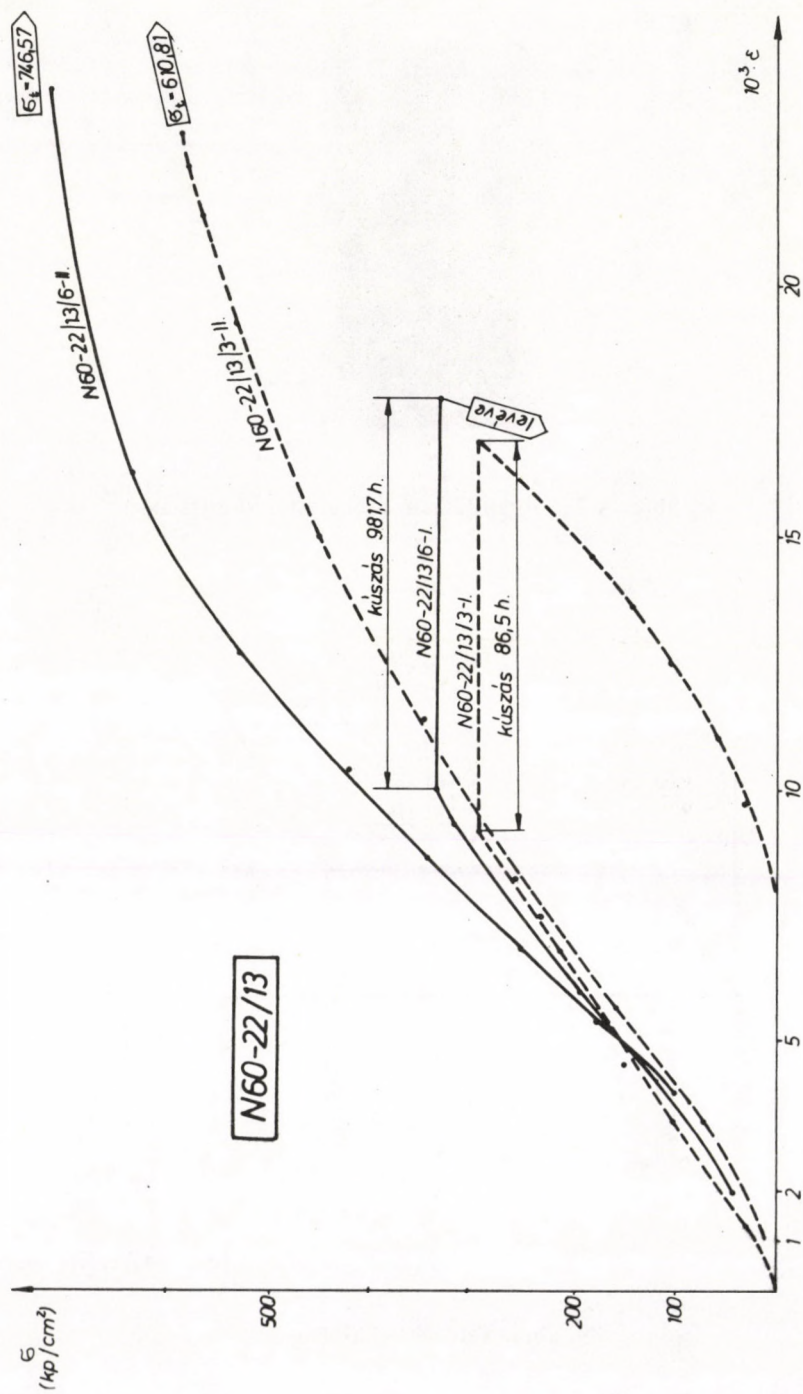 σ
(kp/cm²)
500
200
100
1
2
5
10
15
20
10³ ε
N60-22/13
σₜ=746,57
N60-22/13/6-II.
σₜ=610,81
N60-22/13/3-II.
kúszás 981,7 h.
N60-22/13/6-I.
levéve
N60-22/13/3-I.
kúszás 86,5 h.